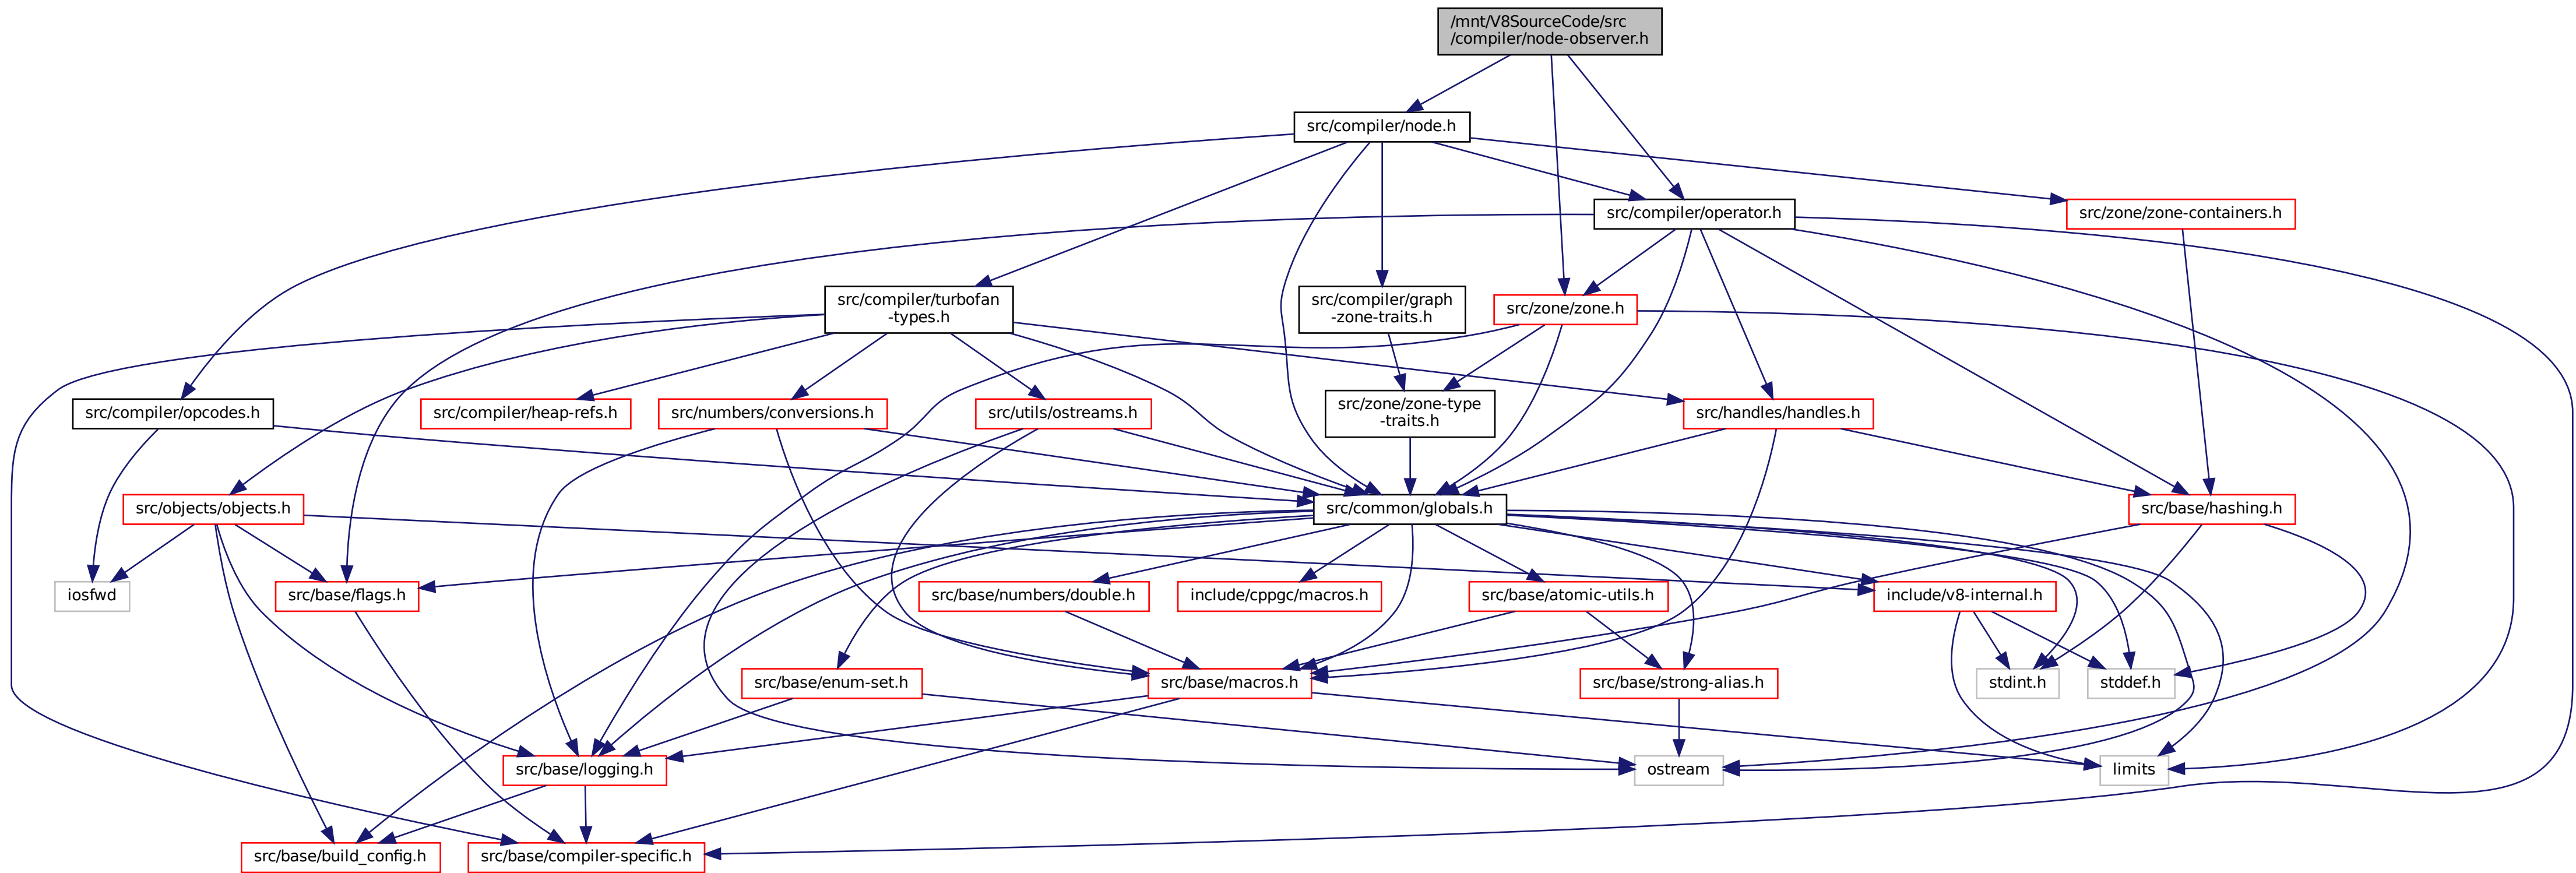 /mnt/V8SourceCode/src
/compiler/node-observer.h
src/compiler/node.h
src/compiler/operator.h
src/zone/zone-containers.h
src/compiler/turbofan
-types.h
src/compiler/graph
-zone-traits.h
src/zone/zone.h
src/compiler/opcodes.h
src/compiler/heap-refs.h
src/numbers/conversions.h
src/utils/ostreams.h
src/zone/zone-type
-traits.h
src/handles/handles.h
src/objects/objects.h
src/common/globals.h
src/base/hashing.h
iosfwd
src/base/flags.h
src/base/numbers/double.h
include/cppgc/macros.h
src/base/atomic-utils.h
include/v8-internal.h
src/base/enum-set.h
src/base/macros.h
src/base/strong-alias.h
stdint.h
stddef.h
src/base/logging.h
ostream
limits
src/base/build_config.h
src/base/compiler-specific.h